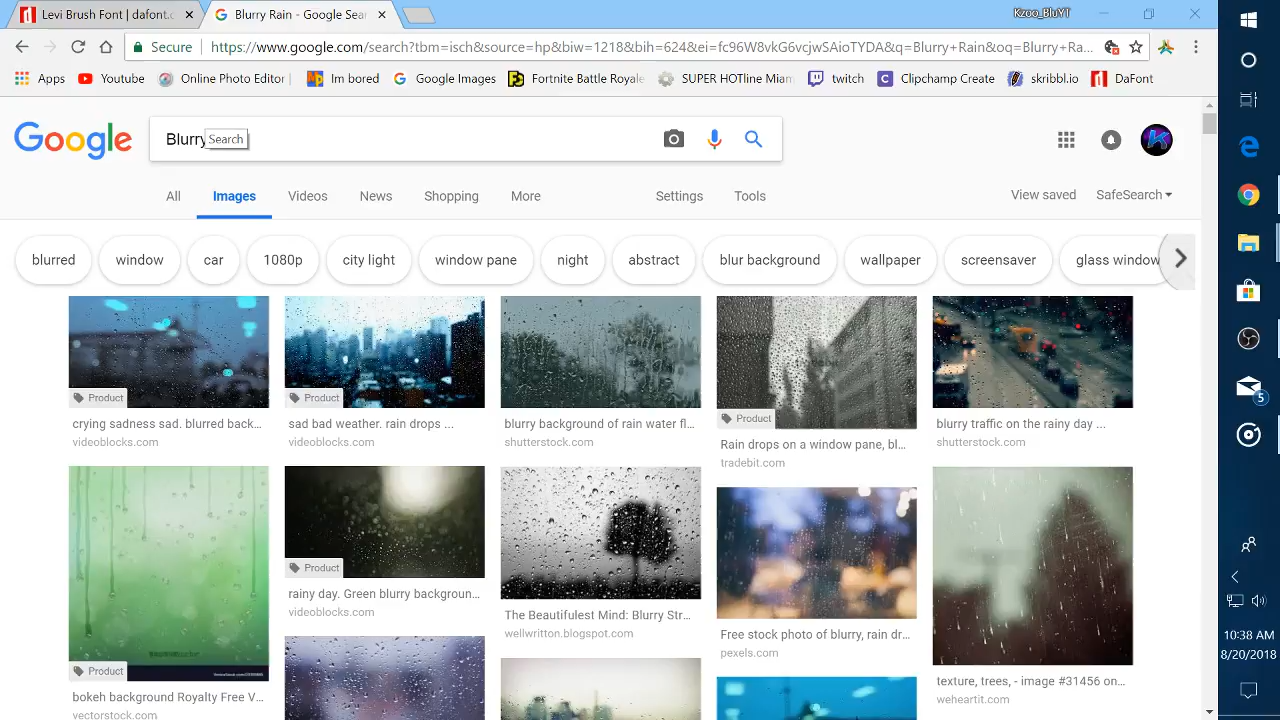 Levi Brush Font | dafont.com
Blurry Rain - Google Sea
Kzoo_BluYT
Secure
https://www.google.com/search?tbm=isch&source=hp&biw=1218&bih=624&ei=fc96W8vkG6vcjwSAioTYDA&q=Blurry+Rain&oq=Blurry+Ra...
Apps
Youtube
Online Photo Editor
Im bored
Google Images
Fortnite Battle Royale
SUPERHOTline Miam
twitch
Clipchamp Create
skribbl.io
DaFont
Google
Blurry
Search
All
Images
Videos
News
Shopping
More
Settings
Tools
View saved
SafeSearch
blurred
window
car
1080p
city light
window pane
night
abstract
blur background
wallpaper
screensaver
glass window
Product
crying sadness sad. blurred back...
videoblocks.com
Product
sad bad weather. rain drops ...
videoblocks.com
blurry background of rain water fl...
shutterstock.com
Product
Rain drops on a window pane, bl...
tradebit.com
blurry traffic on the rainy day ...
shutterstock.com
Product
bokeh background Royalty Free V...
vectorstock.com
Product
rainy day. Green blurry backgroun...
videoblocks.com
The Beautifulest Mind: Blurry Str...
wellwritton.blogspot.com
Free stock photo of blurry, rain dr...
pexels.com
texture, trees, - image #31456 on...
weheartit.com
5
10:38 AM
8/20/2018